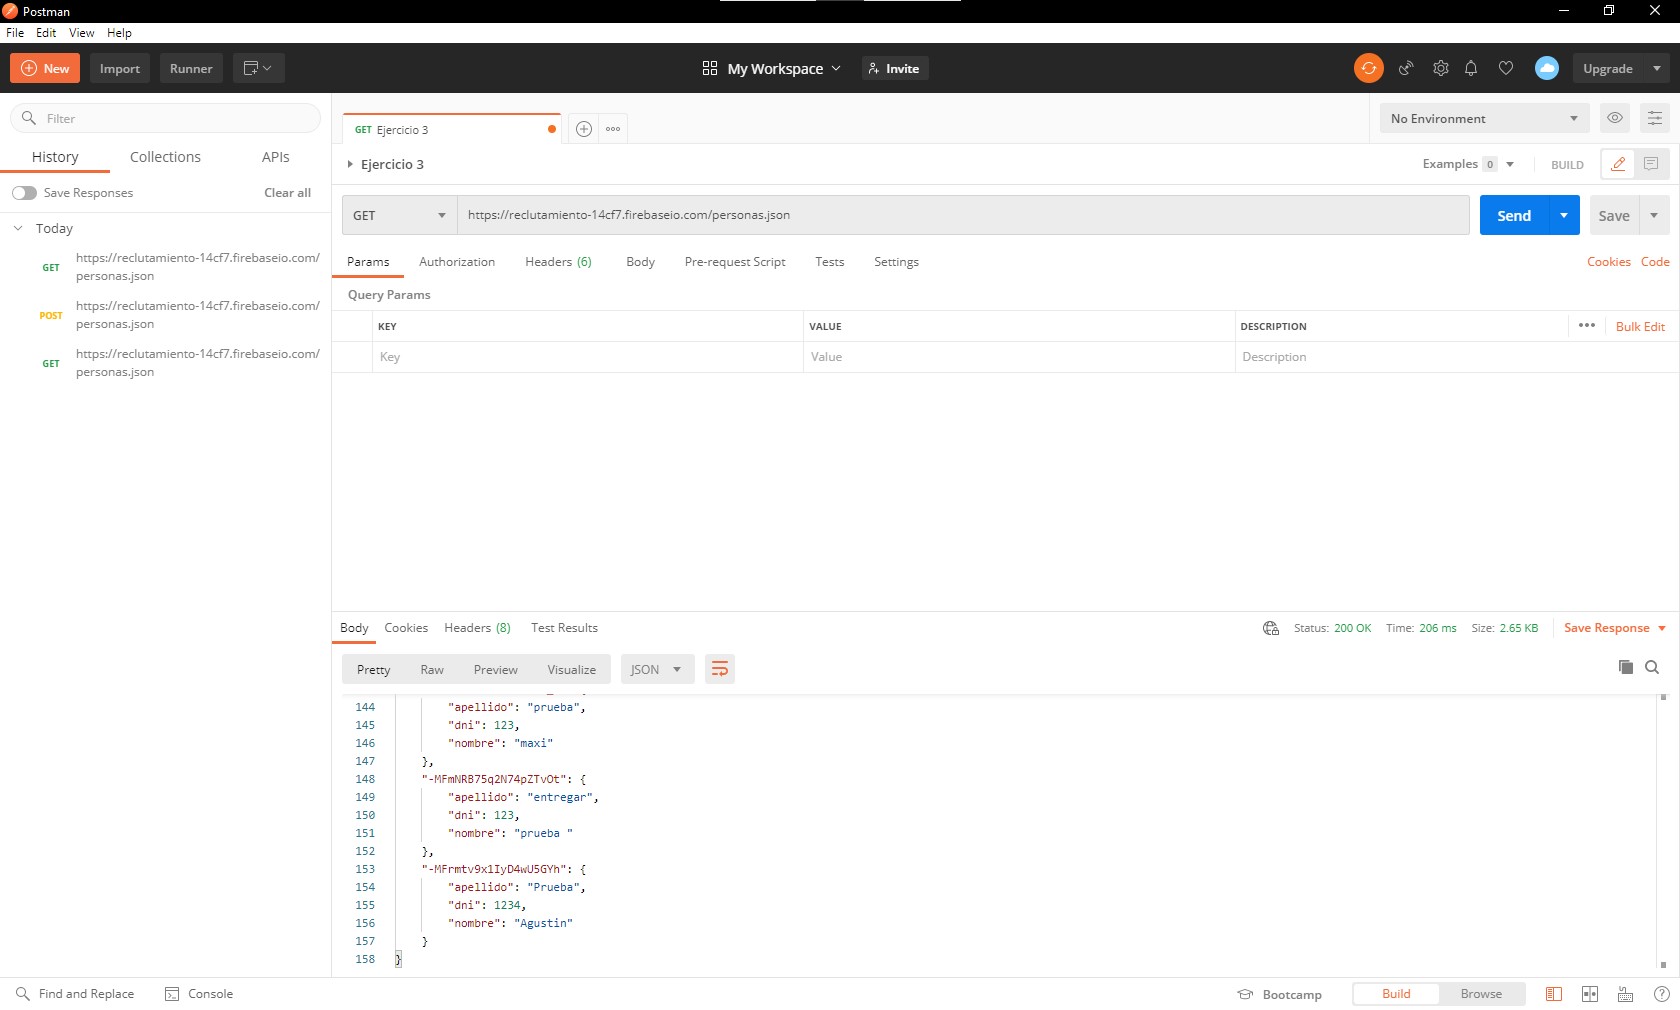 Postman
File Edit View Help
New Import Runner My Workspace Invite Upgrade
Filter
History Collections APIs
Save Responses Clear all
Today
GET https://reclutamiento-14cf7.firebaseio.com/
personas.json
POST https://reclutamiento-14cf7.firebaseio.com/
personas.json
GET https://reclutamiento-14cf7.firebaseio.com/
personas.json
GET Ejercicio 3
No Environment
Ejercicio 3
Examples 0 BUILD
GET https://reclutamiento-14cf7.firebaseio.com/personas.json Send Save
Params Authorization Headers (6) Body Pre-request Script Tests Settings Cookies Code
Query Params
KEY VALUE DESCRIPTION Bulk Edit
Key Value Description
Body Cookies Headers (8) Test Results Status: 200 OK Time: 206 ms Size: 2.65 KB Save Response
Pretty Raw Preview Visualize JSON
144 "apellido": "prueba",
145 "dni": 123,
146 "nombre": "maxi"
147 },
148 "-MFmNRB75q2N74pZTvOt": {
149 "apellido": "entregar",
150 "dni": 123,
151 "nombre": "prueba "
152 },
153 "-MFrmtv9x1IyD4wU5GYh": {
154 "apellido": "Prueba",
155 "dni": 1234,
156 "nombre": "Agustin"
157 }
158 }
Find and Replace Console Bootcamp Build Browse